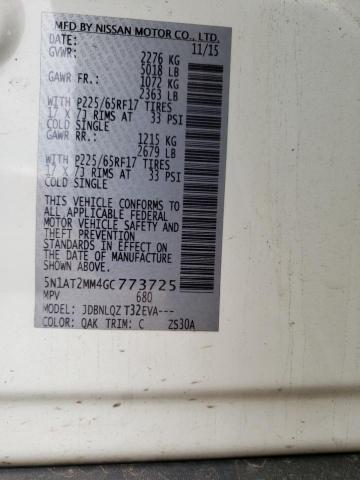 MFD BY NISSAN MOTOR CO., LTD.
DATE: 11/15
GVWR: 2276 KG
5018 LB
GAWR FR.: 1072 KG
2363 LB
WITH P225/65RF17 TIRES
17 X 7J RIMS AT 33 PSI
COLD SINGLE
GAWR RR.: 1215 KG
2679 LB
WITH P225/65RF17 TIRES
17 X 7J RIMS AT 33 PSI
COLD SINGLE
THIS VEHICLE CONFORMS TO
ALL APPLICABLE FEDERAL
MOTOR VEHICLE SAFETY AND
THEFT PREVENTION
STANDARDS IN EFFECT ON
THE DATE OF MANUFACTURE
SHOWN ABOVE.
5N1AT2MM4GC773725
MPV 680
MODEL: JDBNLQZ T32EVA---
COLOR: QAK TRIM: C ZS30A